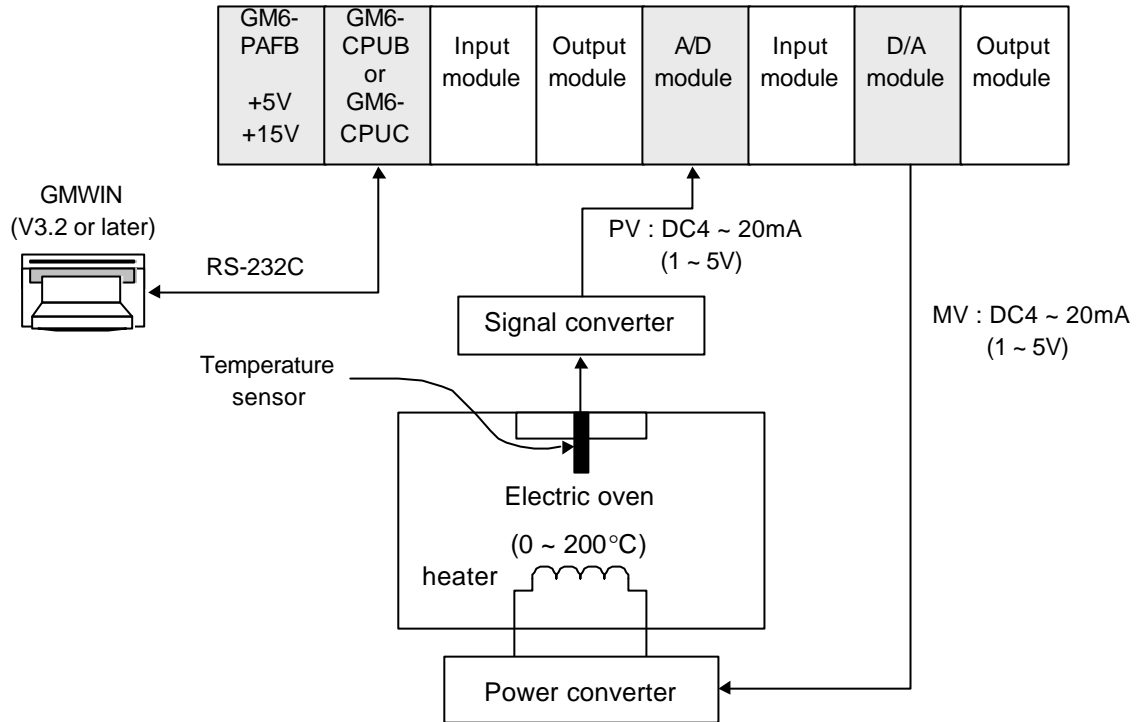 GM6-
PAFB
+5V
+15V
GM6-
CPUB
or
GM6-
CPUC
Input
module
Output
module
A/D
module
Input
module
D/A
module
Output
module
GMWIN
(V3.2 or later)
RS-232C
PV : DC4 ~ 20mA
(1 ~ 5V)
Signal converter
MV : DC4 ~ 20mA
(1 ~ 5V)
Temperature
sensor
Electric oven
(0 ~ 200°C)
heater
Power converter